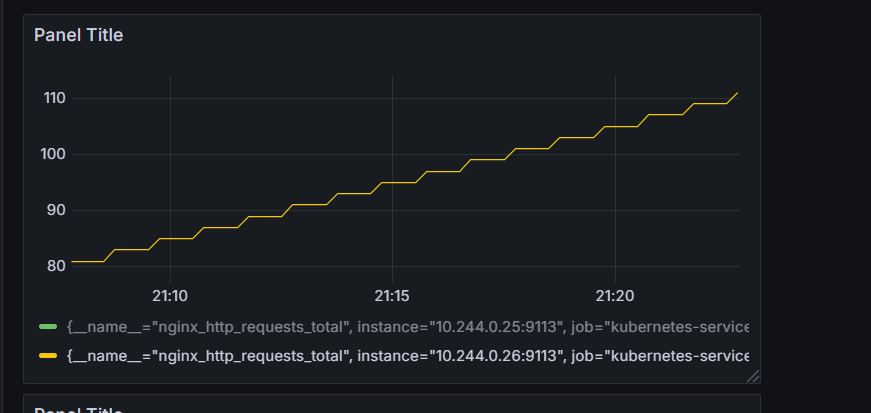 Panel Title
110
100
90
80
21:10 21:15 21:20
{__name__="nginx_http_requests_total", instance="10.244.0.25:9113", job="kubernetes-service
{__name__="nginx_http_requests_total", instance="10.244.0.26:9113", job="kubernetes-service
Panel Title